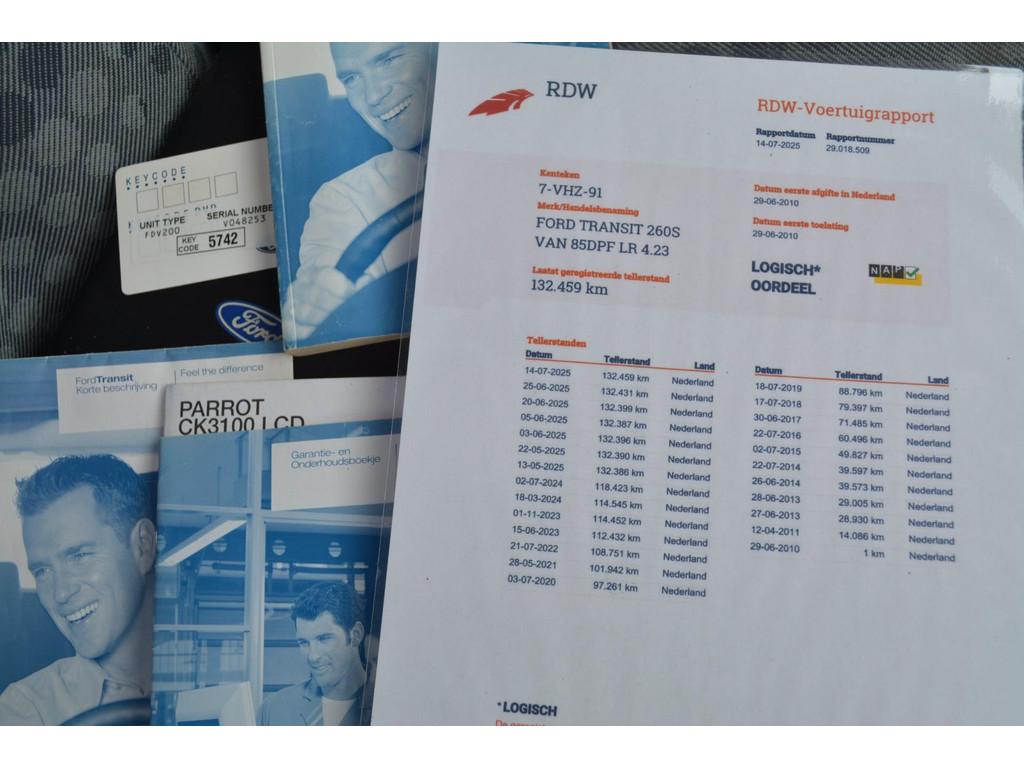 KEYCODE
UNIT TYPE
SERIAL NUMBE
FDV200
V048253
KEY CODE 5742
Ford
FordTransit
Korte beschrijving
Feel the difference
PARROT
CK3100 LCD
Garantie- en
Onderhoudsboekje
RDW
RDW-Voertuigrapport
Rapportdatum Rapportnummer
14-07-2025 29.018.509
Kenteken
7-VHZ-91
Merk/Handelsbenaming
FORD TRANSIT 260S
VAN 85DPF LR 4.23
Laatst geregistreerde tellerstand
132.459 km
Datum eerste afgifte in Nederland
29-06-2010
Datum eerste toelating
29-06-2010
LOGISCH*
OORDEEL
NAP
Tellerstanden
Datum Tellerstand Land
14-07-2025 132.459 km Nederland
25-06-2025 132.431 km Nederland
20-06-2025 132.399 km Nederland
05-06-2025 132.387 km Nederland
03-06-2025 132.396 km Nederland
22-05-2025 132.390 km Nederland
13-05-2025 132.386 km Nederland
02-07-2024 118.423 km Nederland
18-03-2024 114.545 km Nederland
01-11-2023 114.452 km Nederland
15-06-2023 112.432 km Nederland
21-07-2022 108.751 km Nederland
28-05-2021 101.942 km Nederland
03-07-2020 97.261 km Nederland
Datum Tellerstand Land
18-07-2019 88.796 km Nederland
17-07-2018 79.397 km Nederland
30-06-2017 71.485 km Nederland
22-07-2016 60.496 km Nederland
02-07-2015 49.827 km Nederland
22-07-2014 39.597 km Nederland
26-06-2014 39.573 km Nederland
28-06-2013 29.005 km Nederland
27-06-2013 28.930 km Nederland
12-04-2011 14.086 km Nederland
29-06-2010 1 km Nederland
*LOGISCH